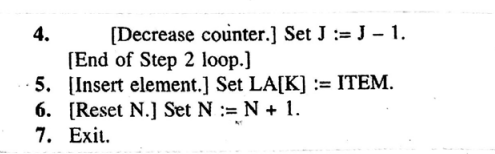 4. [Decrease counter.] Set J := J – 1.
[End of Step 2 loop.]
5. [Insert element.] Set LA[K] := ITEM.
6. [Reset N.] Set N := N + 1.
7. Exit.